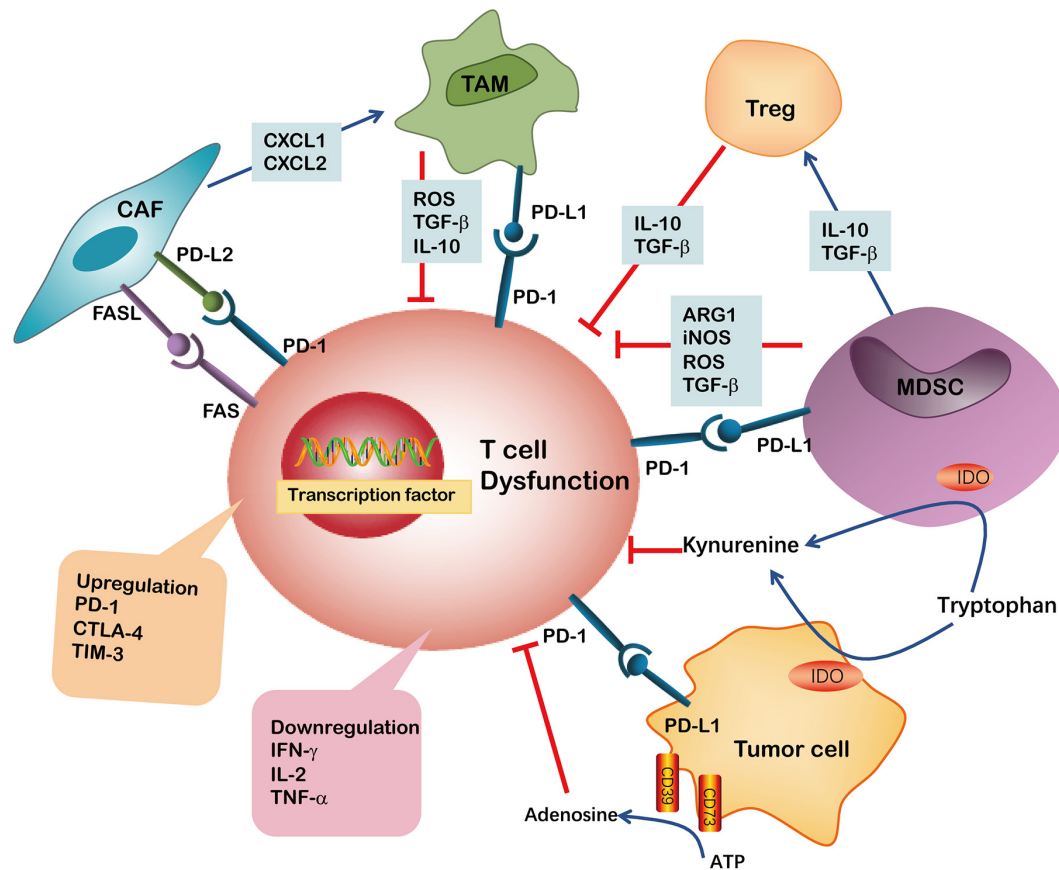 TAM
Treg
CXCL1
CXCL2
CAF
ROS
TGF-β
IL-10
PD-L1
IL-10
TGF-β
IL-10
TGF-β
PD-L2
FASL
PD-1
PD-1
FAS
ARG1
iNOS
ROS
TGF-β
MDSC
PD-1
PD-L1
T cell
Dysfunction
Transcription factor
IDO
Kynurenine
Tryptophan
Upregulation
PD-1
CTLA-4
TIM-3
PD-1
IDO
PD-L1
Tumor cell
Downregulation
IFN-γ
IL-2
TNF-α
CD39
CD73
Adenosine
ATP